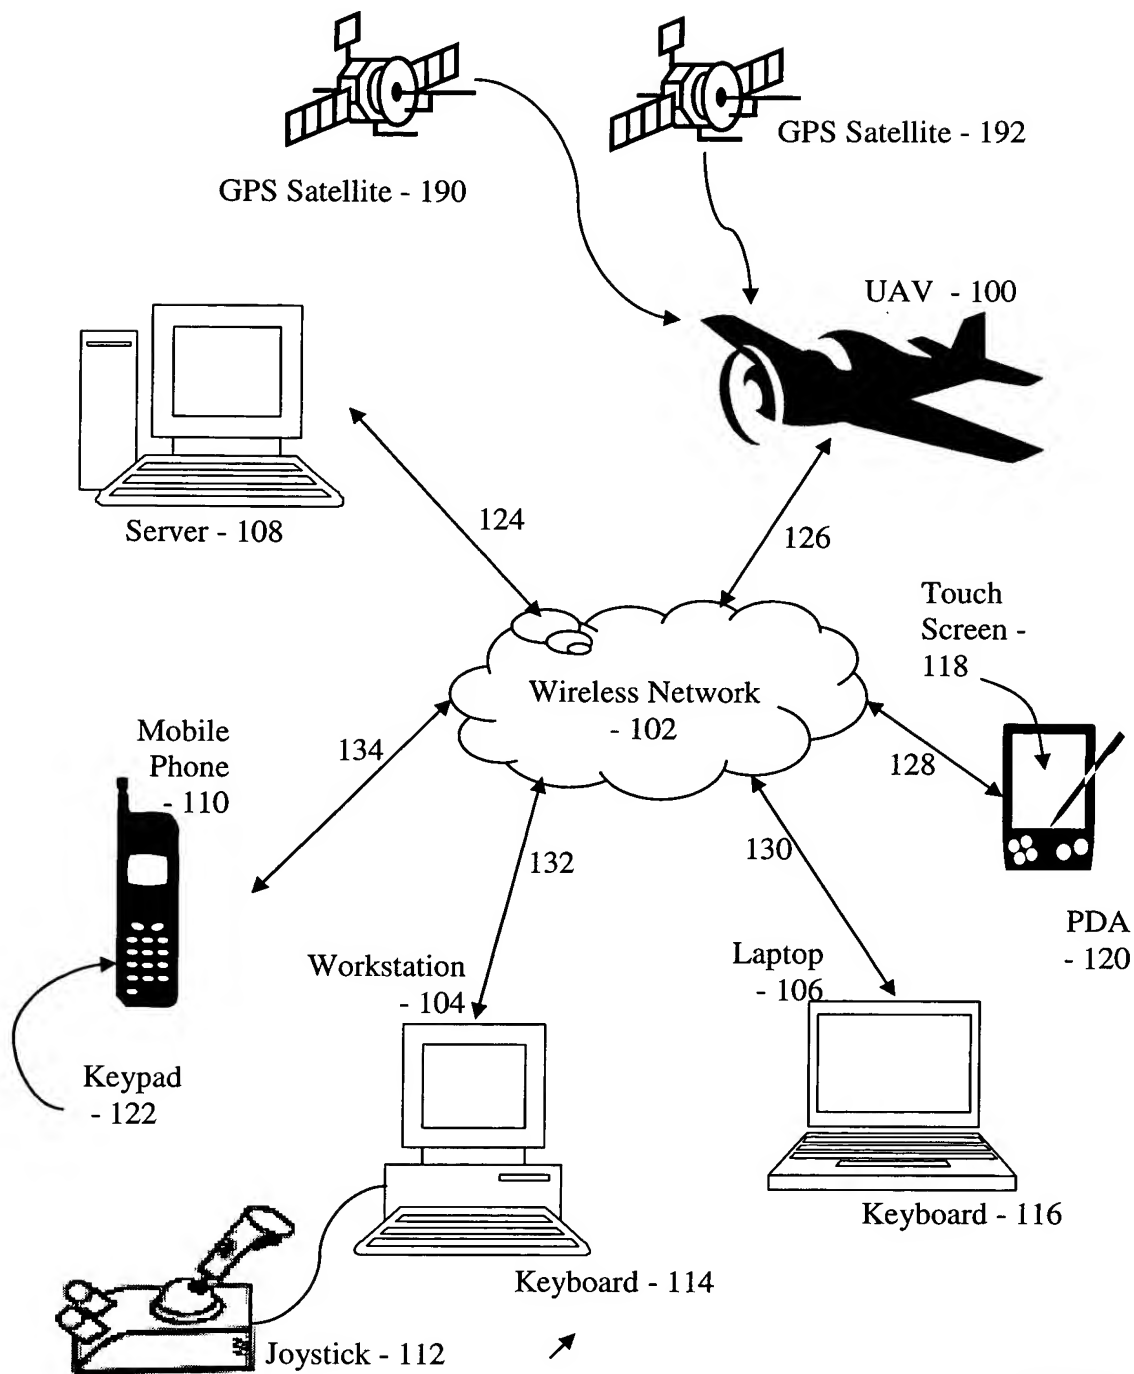 GPS Satellite - 192
GPS Satellite - 190
UAV - 100
Server - 108
124
126
Touch
Screen -
118
Wireless Network
- 102
Mobile
Phone
- 110
134
128
132
130
PDA
- 120
Workstation
- 104
Laptop
- 106
Keypad
- 122
Keyboard - 116
Keyboard - 114
Joystick - 112